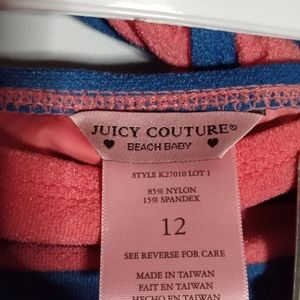 JUICY COUTURE®
BEACH BABY
STYLE K27010 LOT 1
85% NYLON
15% SPANDEX
12
SEE REVERSE FOR CARE
MADE IN TAIWAN
FAIT EN TAIWAN
HECHO EN TAIWAN